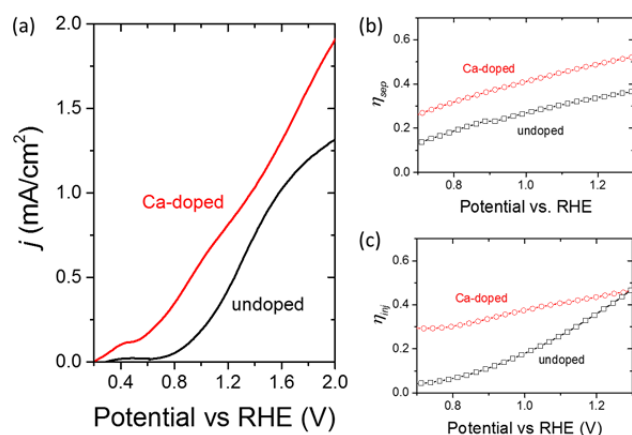 (a)
2.0
1.5
1.0
0.5
0.0
j (mA/cm²)
Ca-doped
undoped
0.4 0.8 1.2 1.6 2.0
Potential vs RHE (V)
(b)
0.6
0.4
0.2
0.0
ηsep
Ca-doped
undoped
0.8 1.0 1.2
Potential vs. RHE
(c)
0.6
0.4
0.2
0.0
ηinj
Ca-doped
undoped
0.8 1.0 1.2
Potential vs RHE (V)